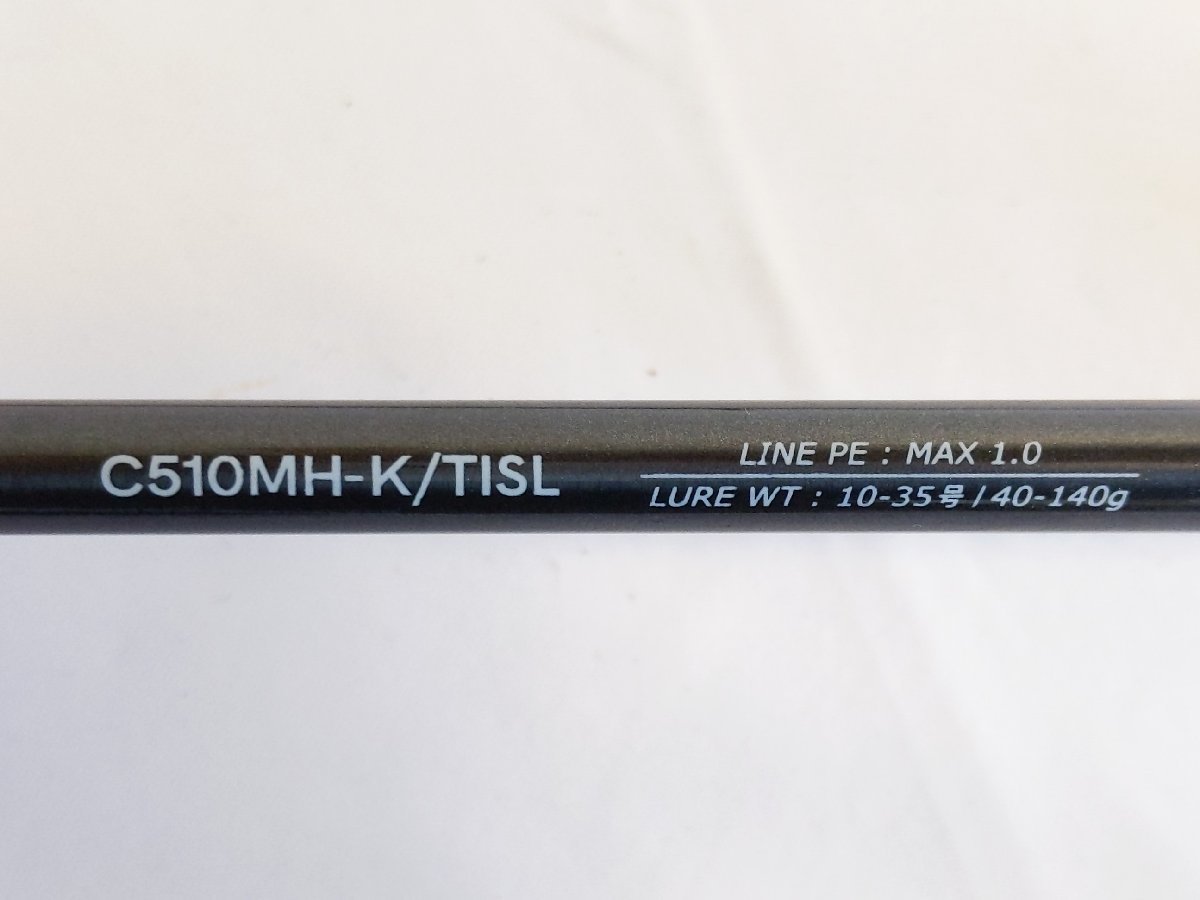 C510MH-K/TISL
LINE PE : MAX 1.0
LURE WT : 10-35号 / 40-140g